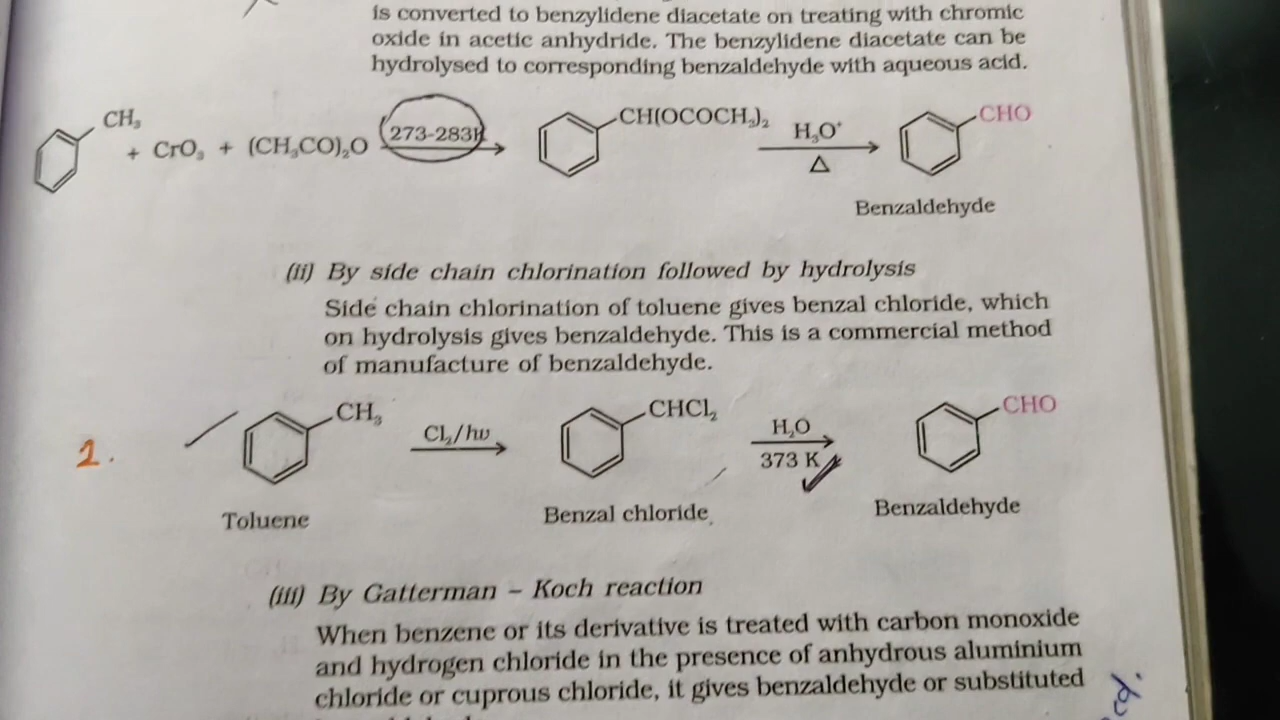 is converted to benzylidene diacetate on treating with chromic
oxide in acetic anhydride. The benzylidene diacetate can be
hydrolysed to corresponding benzaldehyde with aqueous acid.
CH₃ + CrO₃ + (CH₃CO)₂O 273-283K CH(OCOCH₃)₂ H₃O⁺ Δ CHO
Benzaldehyde
(ii) By side chain chlorination followed by hydrolysis
Side chain chlorination of toluene gives benzal chloride, which
on hydrolysis gives benzaldehyde. This is a commercial method
of manufacture of benzaldehyde.
1. CH₃ Cl₂/hυ CHCl₂ H₂O 373 K CHO
Toluene Benzal chloride Benzaldehyde
(iii) By Gatterman – Koch reaction
When benzene or its derivative is treated with carbon monoxide
and hydrogen chloride in the presence of anhydrous aluminium
chloride or cuprous chloride, it gives benzaldehyde or substituted